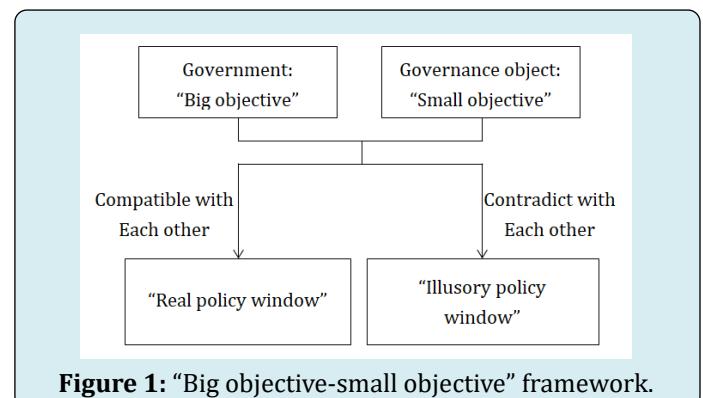 Government:
“Big objective”
Governance object:
“Small objective”
Compatible with
Each other
Contradict with
Each other
“Real policy window”
“Illusory policy
window”
Figure 1: “Big objective-small objective” framework.